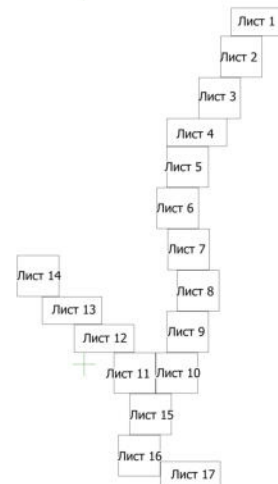 Лист 1
Лист 2
Лист 3
Лист 4
Лист 5
Лист 6
Лист 7
Лист 8
Лист 9
Лист 14
Лист 13
Лист 12
Лист 11
Лист 10
Лист 15
Лист 16
Лист 17